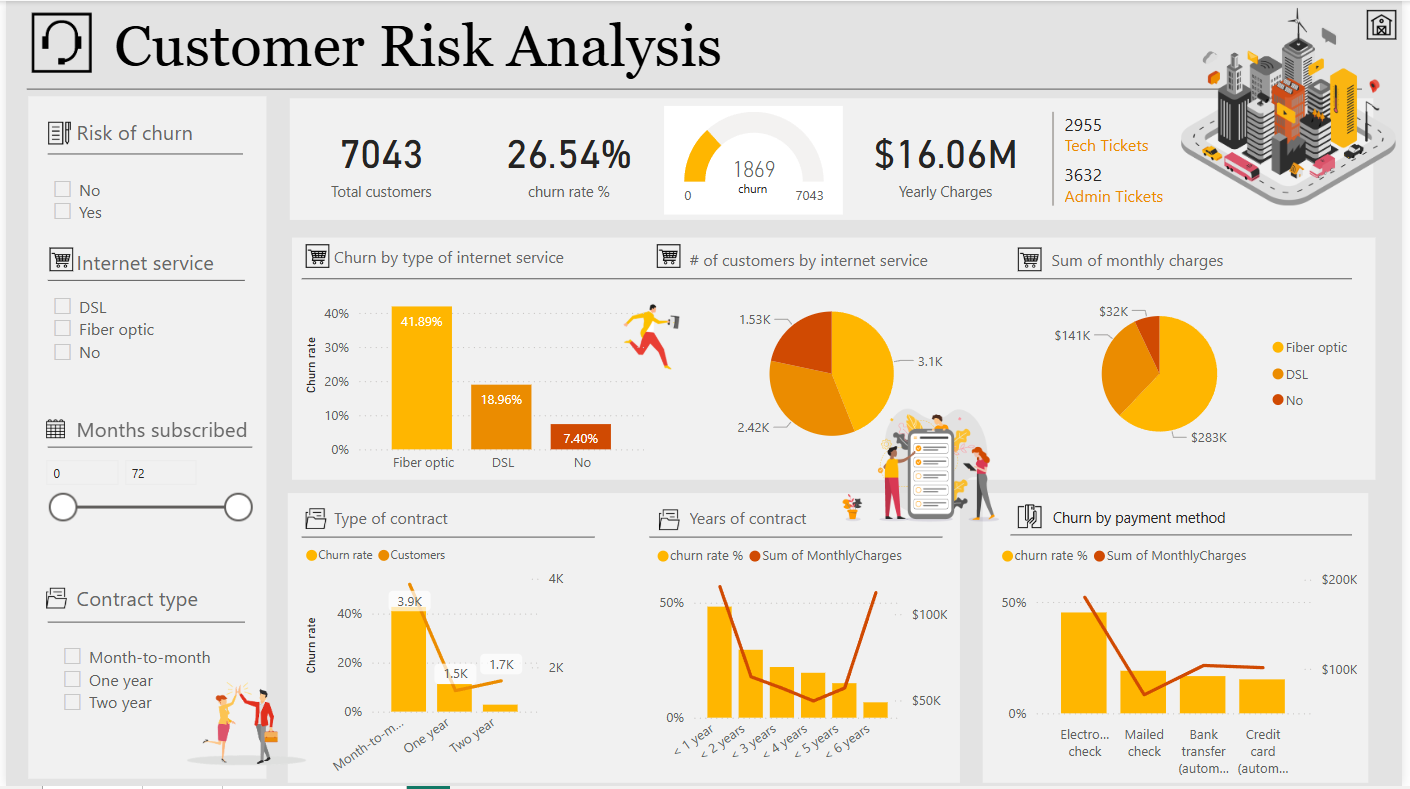 Customer Risk Analysis
Risk of churn
No
Yes
Internet service
DSL
Fiber optic
No
Months subscribed
0
72
Contract type
Month-to-month
One year
Two year
7043
Total customers
26.54%
churn rate %
1869
churn
0
7043
$16.06M
Yearly Charges
2955
Tech Tickets
3632
Admin Tickets
Churn by type of internet service
Churn rate
40%
30%
20%
10%
0%
41.89%
18.96%
7.40%
Fiber optic
DSL
No
# of customers by internet service
1.53K
3.1K
2.42K
Sum of monthly charges
$32K
$141K
$283K
Fiber optic
DSL
No
Type of contract
Churn rate
Customers
Churn rate
40%
20%
0%
4K
2K
3.9K
1.5K
1.7K
Month-to-m...
One year
Two year
Years of contract
churn rate %
Sum of MonthlyCharges
50%
0%
$100K
$50K
< 1 year
< 2 years
< 3 years
< 4 years
< 5 years
< 6 years
Churn by payment method
churn rate %
Sum of MonthlyCharges
50%
0%
$200K
$100K
Electro...
check
Mailed
check
Bank
transfer
(autom...
Credit
card
(autom...